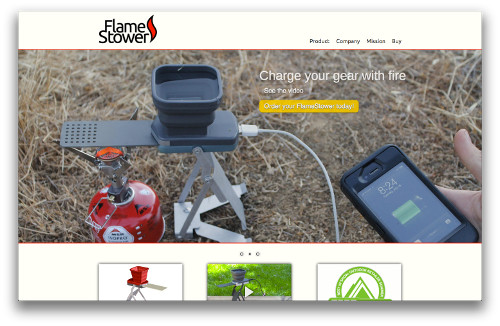 Flame
Stower
Product Company Mission Buy
Charge your gear with fire
See the video
Order your FlameStower today!
8:24